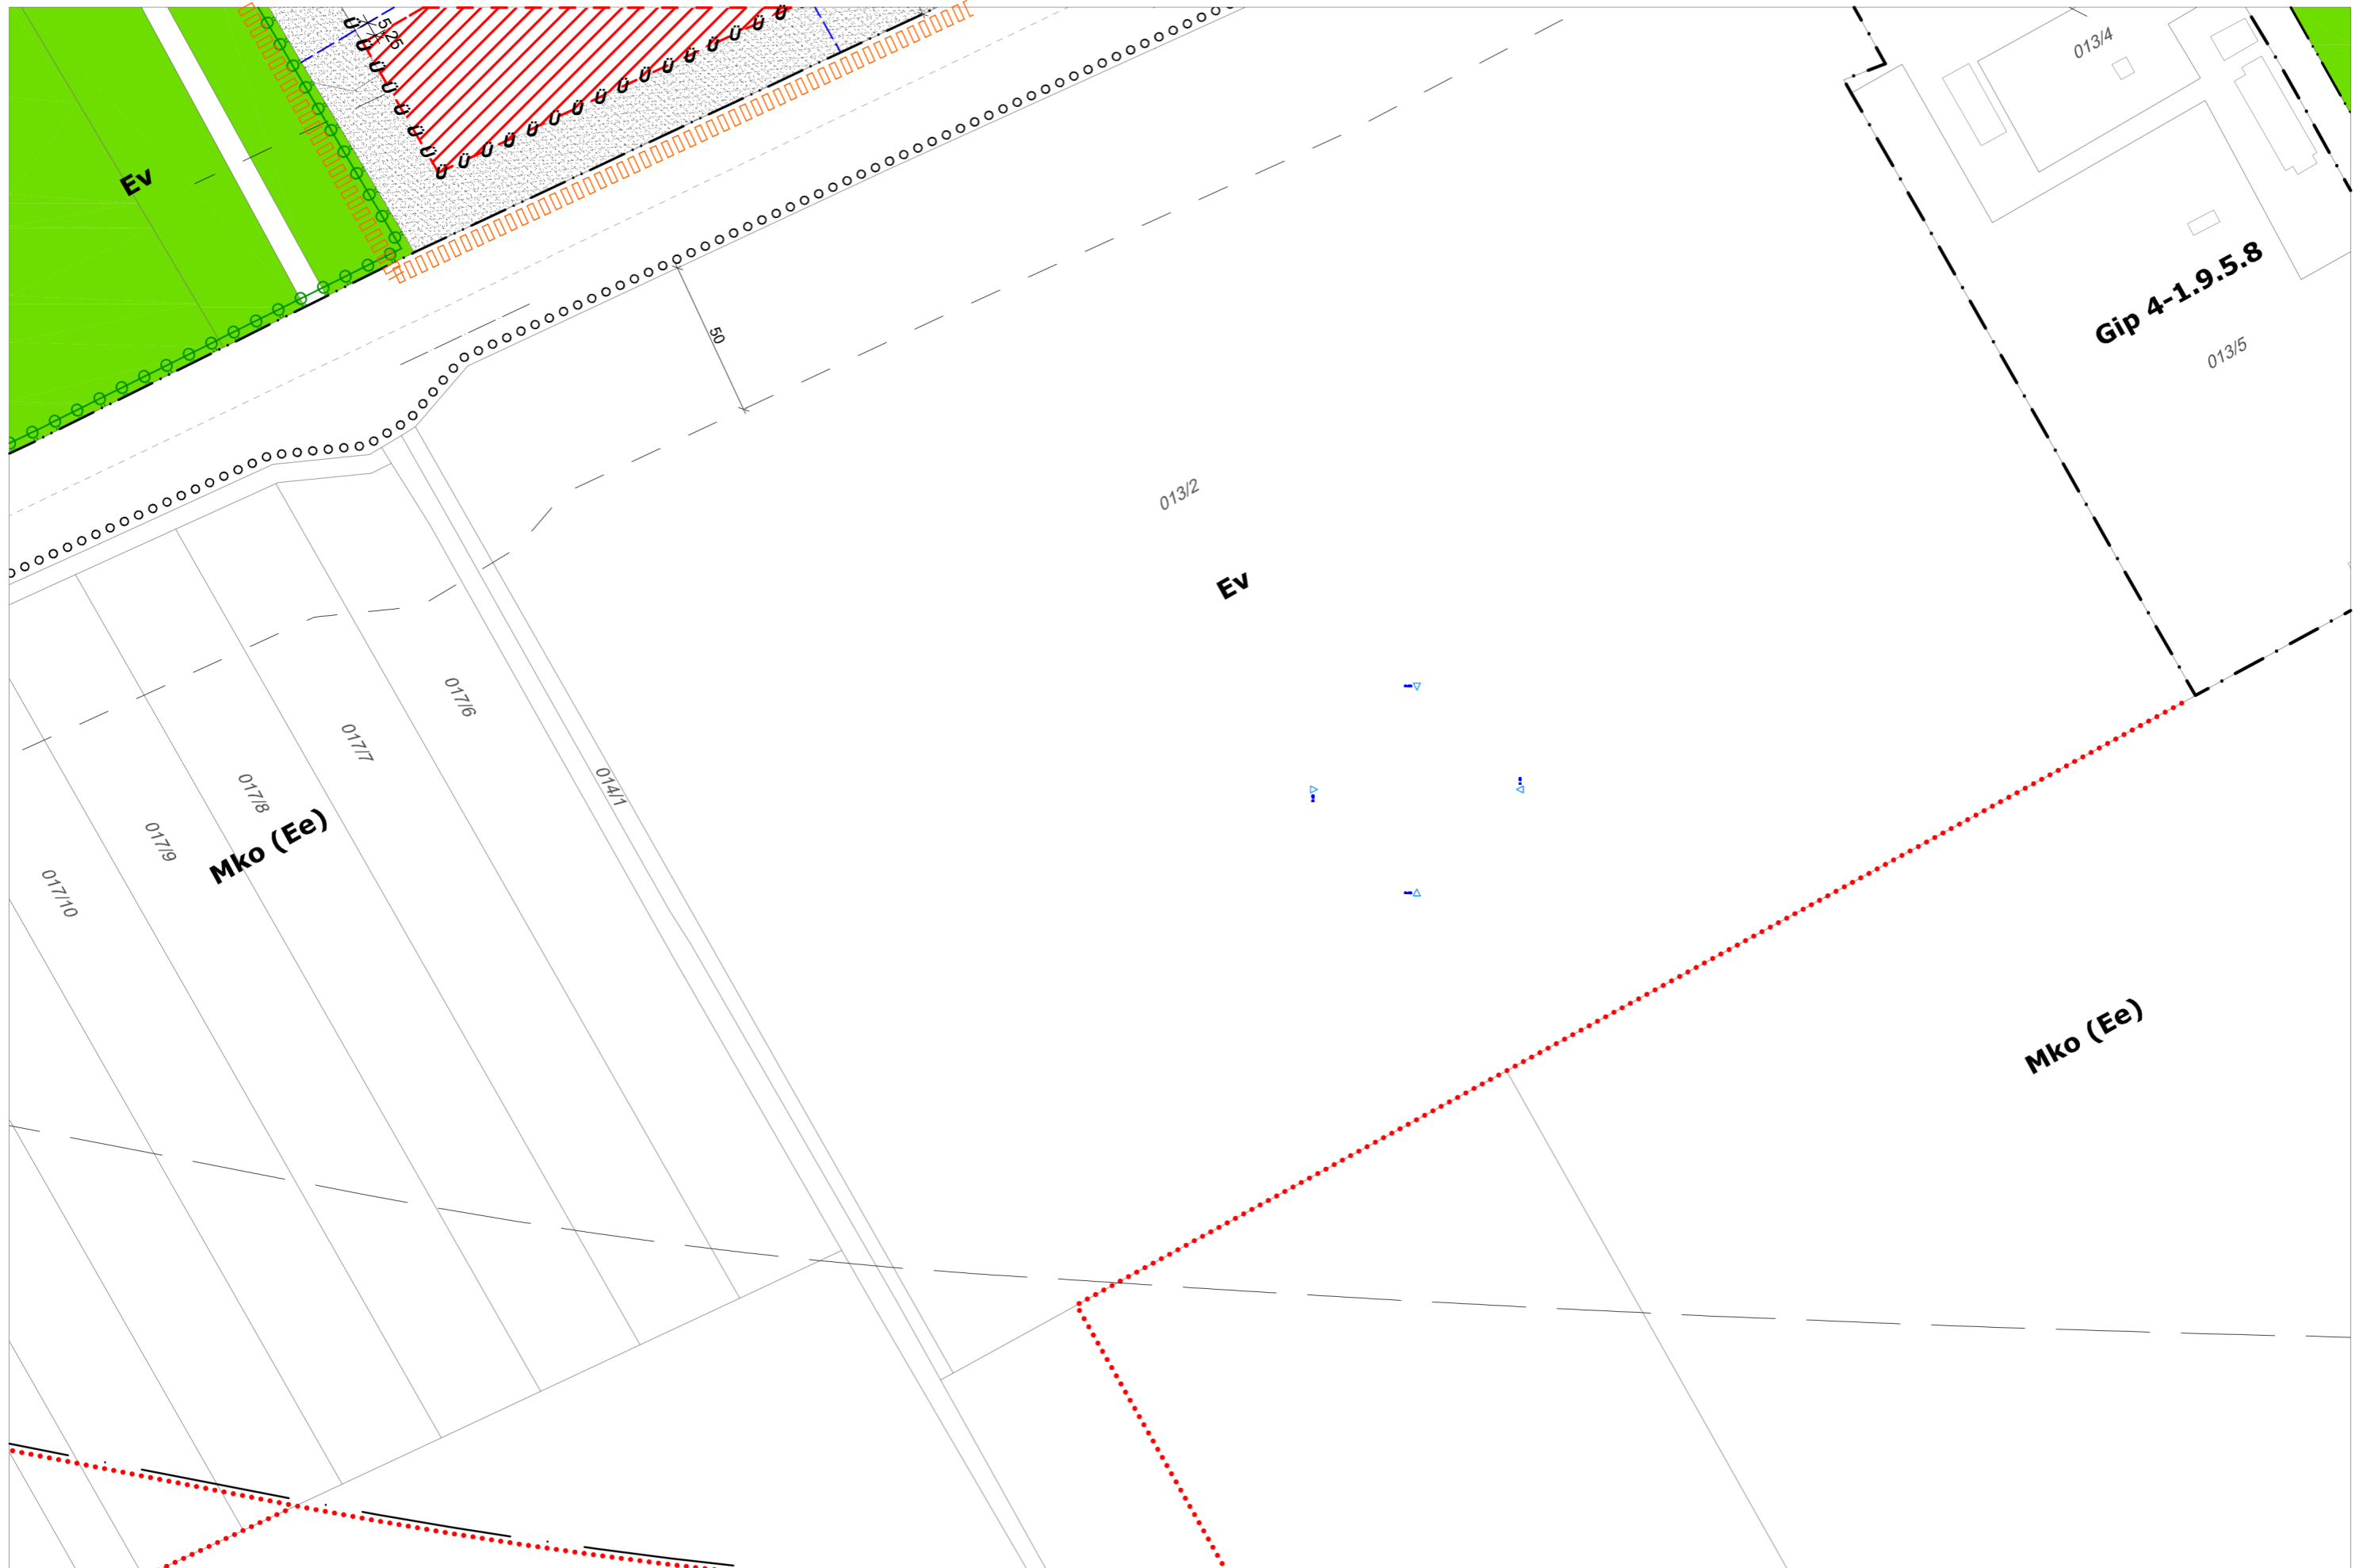 5-25
Ü Ü Ü Ü Ü Ü Ü Ü Ü Ü Ü Ü Ü Ü Ü Ü Ü Ü Ü Ü Ü Ü
013/4
Ev
Gip 4-1.9.5.8
50
013/5
013/2
Ev
017/6
017/7
014/1
017/8
017/9
Mko (Ee)
017/10
Mko (Ee)